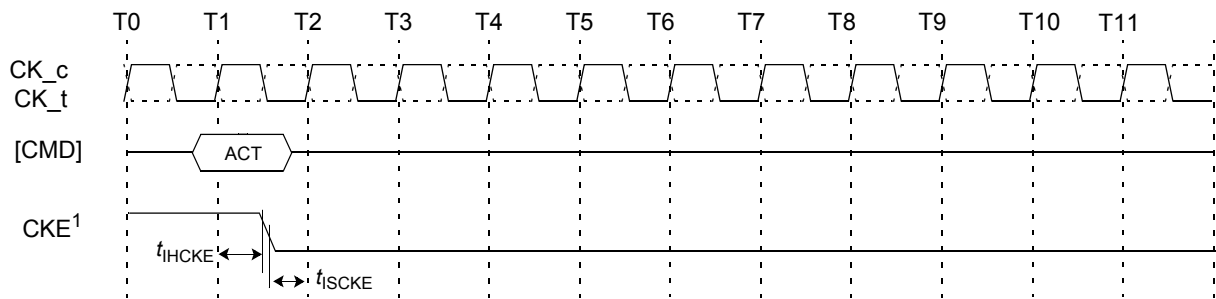 T0 T1 T2 T3 T4 T5 T6 T7 T8 T9 T10 T11
CK_c
CK_t
[CMD] ACT
CKE1
tIHCKE
tISCKE